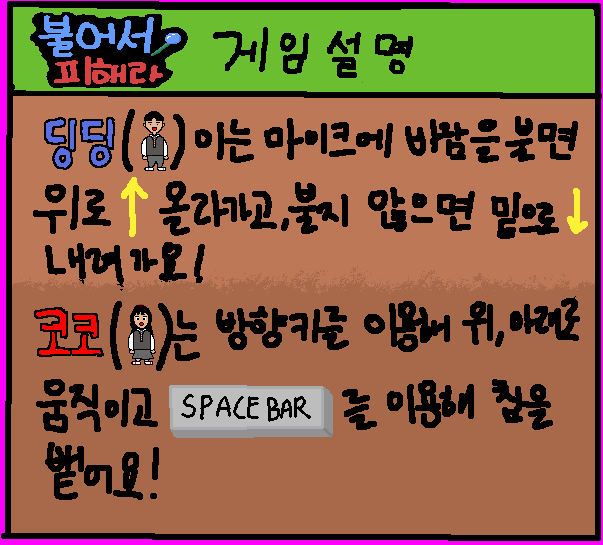 불어서
피해라
게임 설명
딩딩( )이는 마이크에 바람을 불면
위로 ↑ 올라가고, 불지 않으면 밑으로 ↓
내려가요!
코코( )는 방향키를 이용해 위, 아래로
움직이고 SPACE BAR 를 이용해 침을
뱉어요!